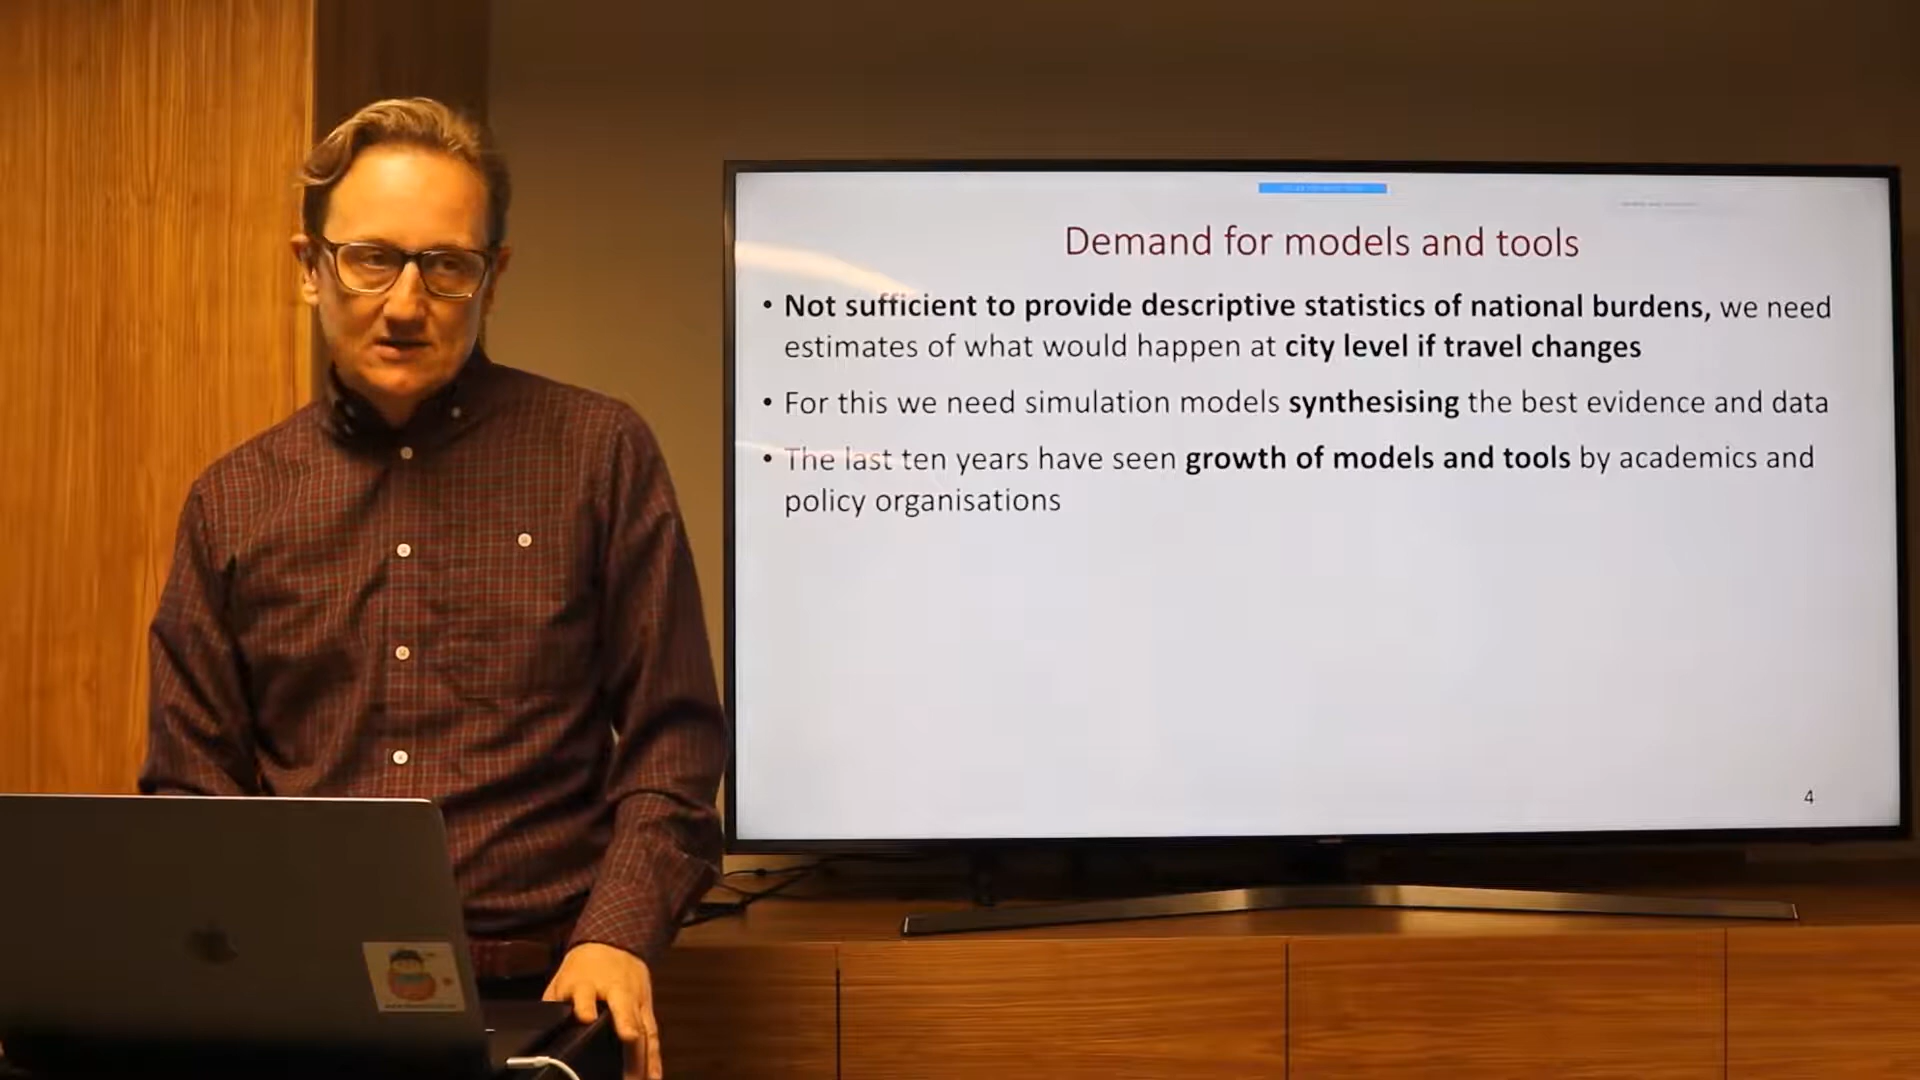 Demand for models and tools
• Not sufficient to provide descriptive statistics of national burdens, we need
estimates of what would happen at city level if travel changes
• For this we need simulation models synthesising the best evidence and data
• The last ten years have seen growth of models and tools by academics and
policy organisations
4